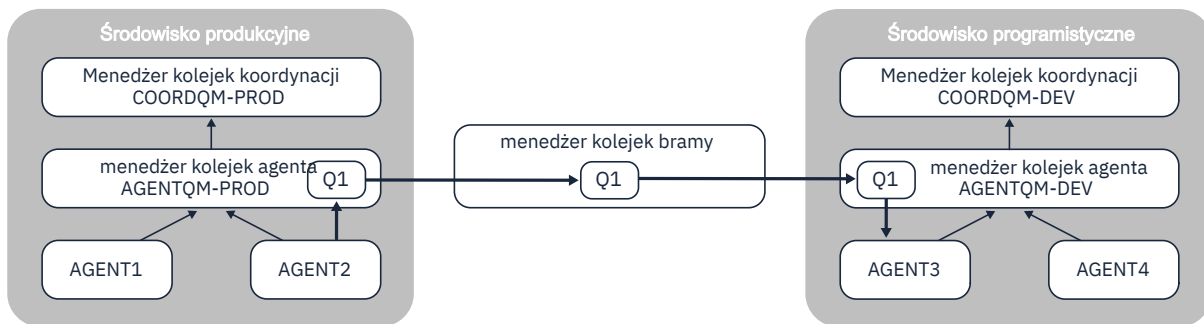 Środowisko produkcyjne
Menedżer kolejek koordynacji
COORDQM-PROD
menedżer kolejek agenta
AGENTQM-PROD
Q1
AGENT1
AGENT2
menedżer kolejek bramy
Q1
Środowisko programistyczne
Menedżer kolejek koordynacji
COORDQM-DEV
Q1
menedżer kolejek agenta
AGENTQM-DEV
AGENT3
AGENT4